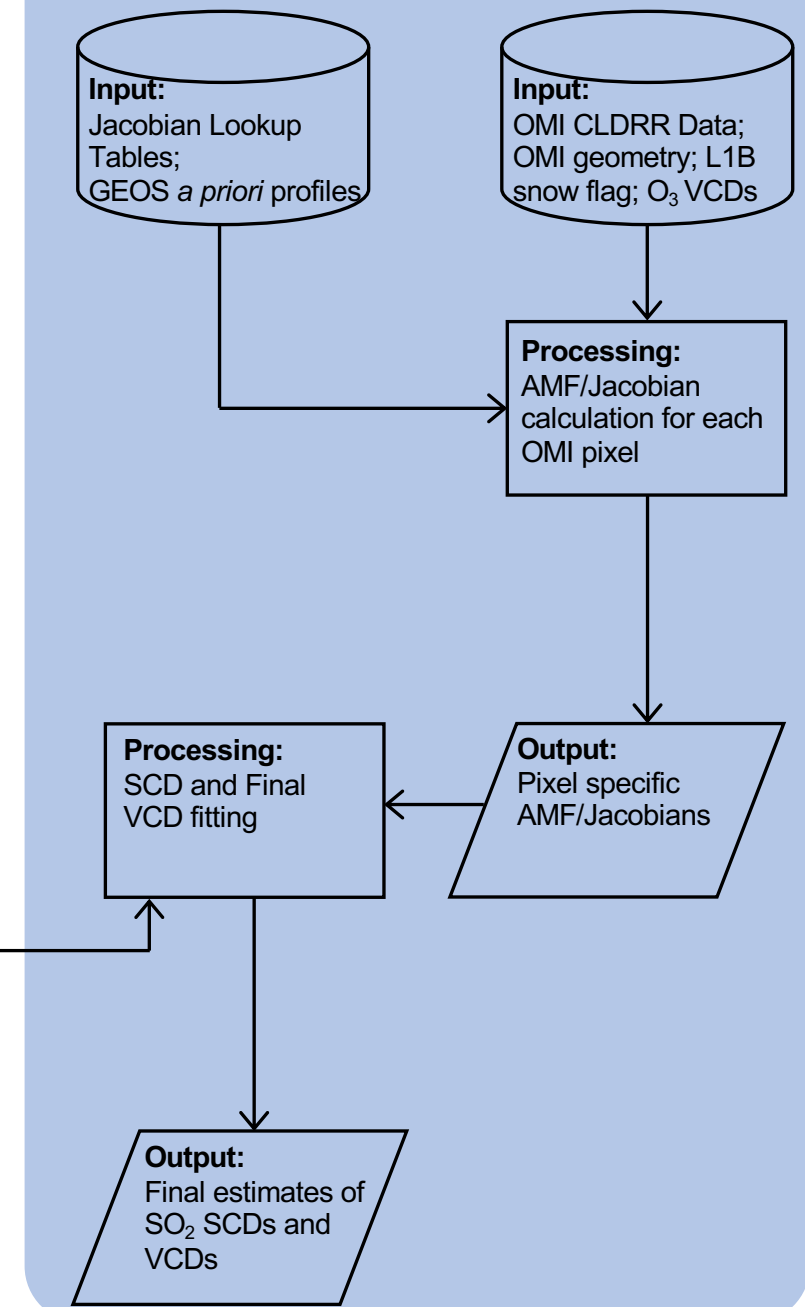 Input:
Jacobian Lookup
Tables;
GEOS a priori profiles
Input:
OMI CLDRR Data;
OMI geometry; L1B
snow flag; O₃ VCDs
Processing:
AMF/Jacobian
calculation for each
OMI pixel
Processing:
SCD and Final
VCD fitting
Output:
Pixel specific
AMF/Jacobians
Output:
Final estimates of
SO₂ SCDs and
VCDs